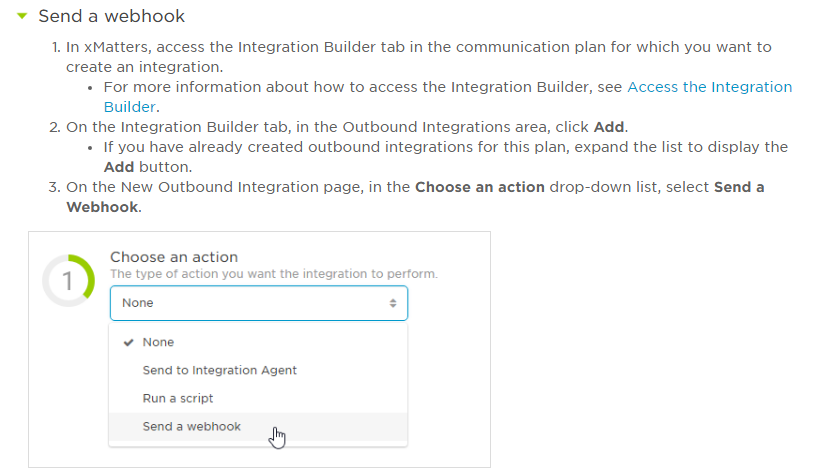 Send a webhook
1. In xMatters, access the Integration Builder tab in the communication plan for which you want to
create an integration.
• For more information about how to access the Integration Builder, see Access the Integration
Builder.
2. On the Integration Builder tab, in the Outbound Integrations area, click Add.
• If you have already created outbound integrations for this plan, expand the list to display the
Add button.
3. On the New Outbound Integration page, in the Choose an action drop-down list, select Send a
Webhook.
Choose an action
1
The type of action you want the integration to perform.
None
None
Send to Integration Agent
Run a script
Send a webhook